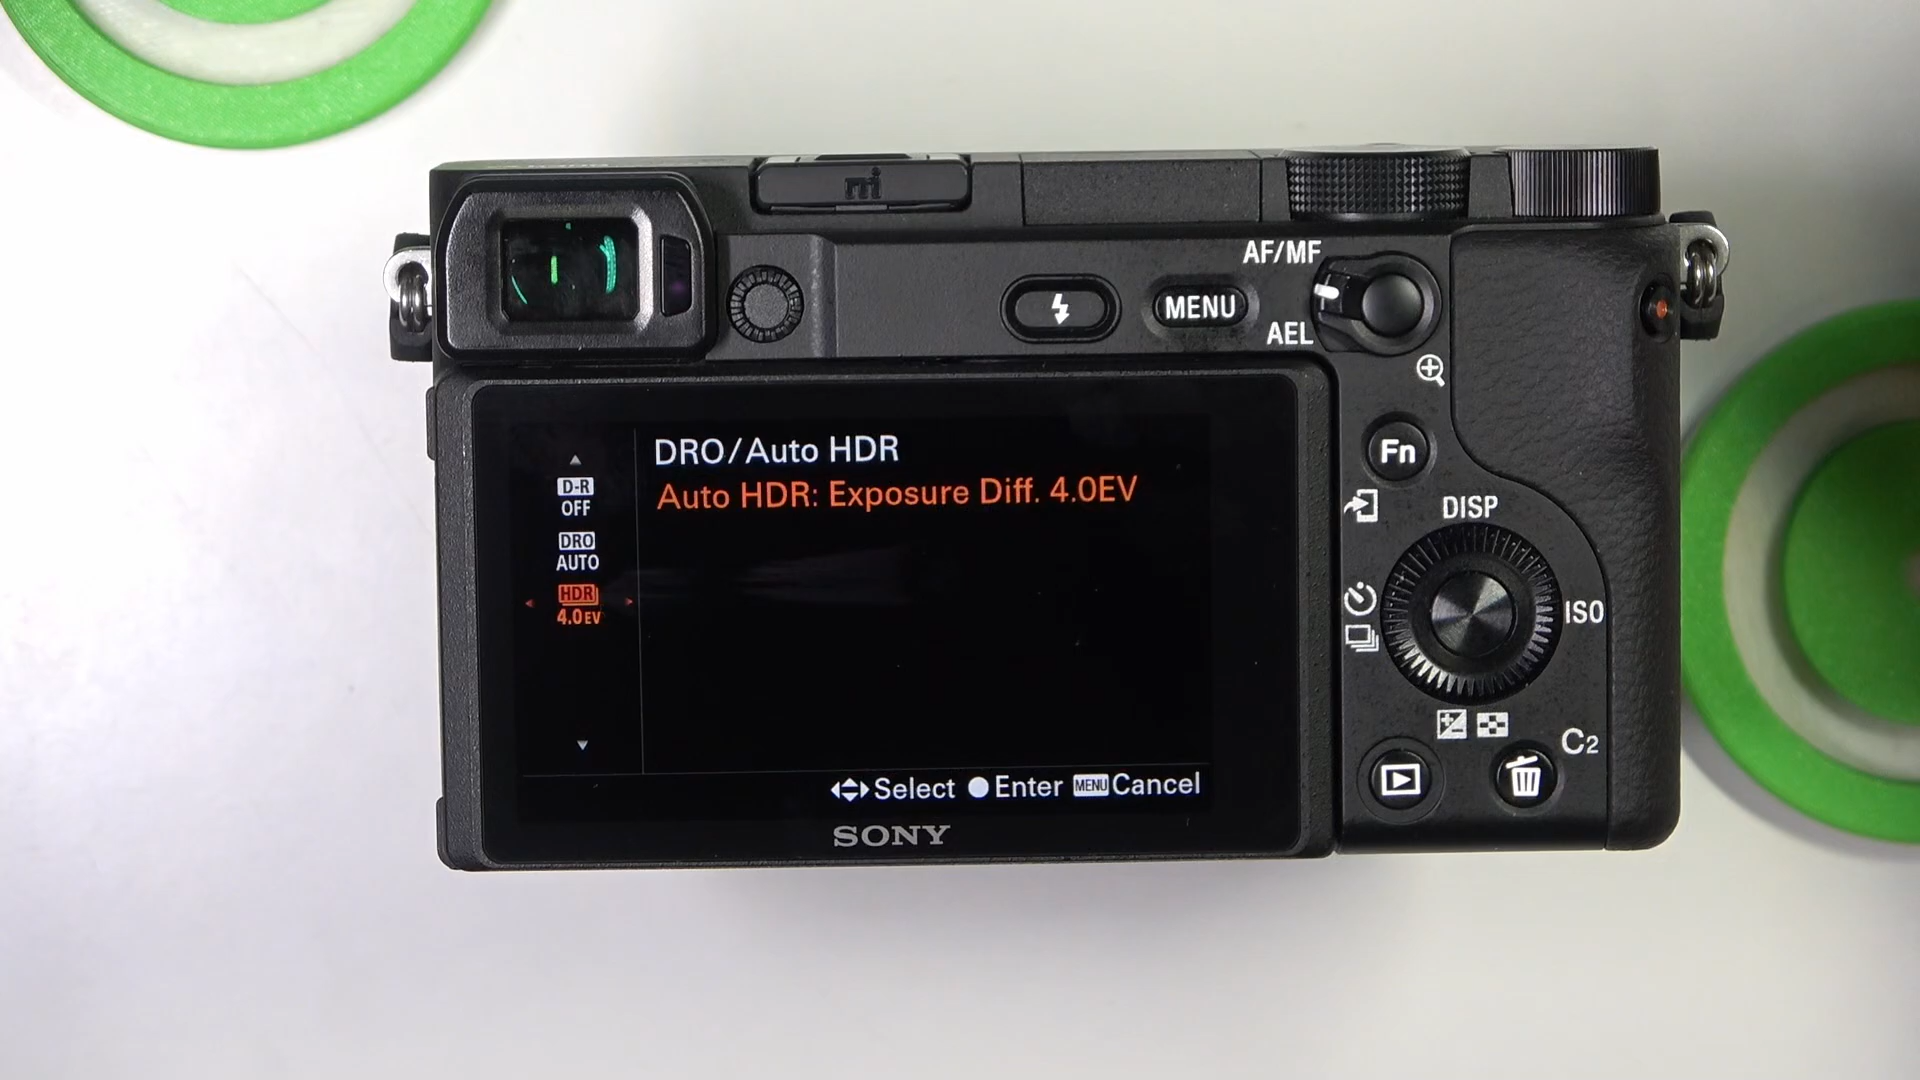 mi
AF/MF
MENU
AEL
Fn
DISP
ISO
C2
DRO/Auto HDR
Auto HDR: Exposure Diff. 4.0EV
D-R
OFF
DRO
AUTO
HDR
4.0EV
Select Enter MENU Cancel
SONY